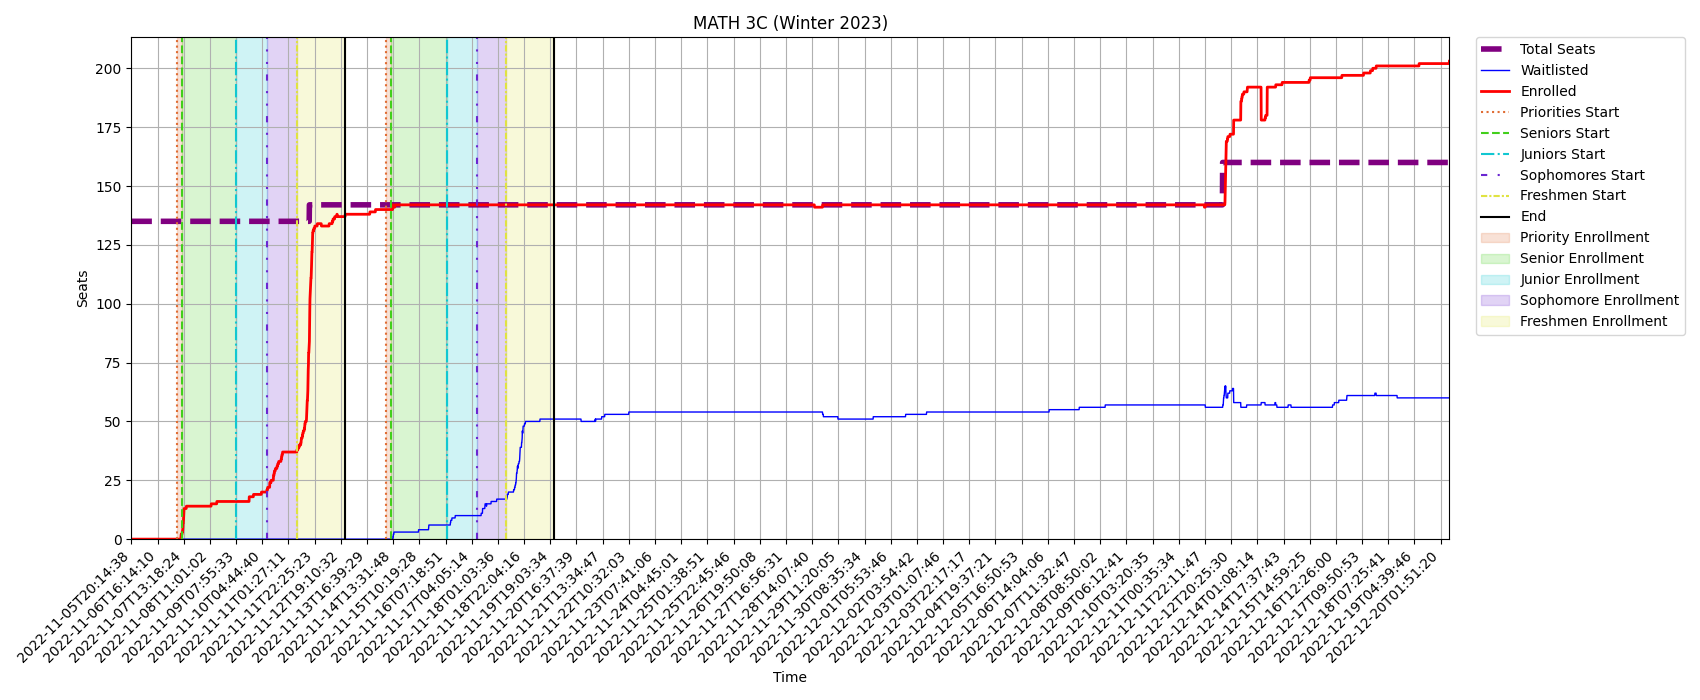 MATH 3C (Winter 2023)
Seats
200
175
150
125
100
75
50
25
0
2022-11-05T20:14:38
2022-11-06T16:14:10
2022-11-07T13:18:24
2022-11-08T11:01:02
2022-11-09T07:55:33
2022-11-10T04:44:40
2022-11-11T01:27:11
2022-11-11T22:25:23
2022-11-12T19:10:32
2022-11-13T16:39:29
2022-11-14T13:31:48
2022-11-15T10:19:28
2022-11-16T07:18:51
2022-11-17T04:05:14
2022-11-18T01:03:36
2022-11-18T22:04:16
2022-11-19T19:03:34
2022-11-20T16:37:39
2022-11-21T13:34:47
2022-11-22T10:32:03
2022-11-23T07:41:06
2022-11-24T04:45:01
2022-11-25T01:38:51
2022-11-25T22:45:46
2022-11-26T19:50:08
2022-11-27T16:56:31
2022-11-28T14:07:40
2022-11-29T11:20:05
2022-11-30T08:35:34
2022-12-01T05:53:46
2022-12-02T03:54:42
2022-12-03T01:07:46
2022-12-03T22:17:17
2022-12-04T19:37:21
2022-12-05T16:50:53
2022-12-06T14:04:06
2022-12-07T11:32:47
2022-12-08T08:50:02
2022-12-09T06:12:41
2022-12-10T03:20:35
2022-12-11T00:35:34
2022-12-11T22:11:47
2022-12-12T20:25:30
2022-12-14T01:08:14
2022-12-14T17:37:43
2022-12-15T14:59:25
2022-12-16T12:26:00
2022-12-17T09:50:53
2022-12-18T07:25:41
2022-12-19T04:39:46
2022-12-20T01:51:20
Time
Total Seats
Waitlisted
Enrolled
Priorities Start
Seniors Start
Juniors Start
Sophomores Start
Freshmen Start
End
Priority Enrollment
Senior Enrollment
Junior Enrollment
Sophomore Enrollment
Freshmen Enrollment